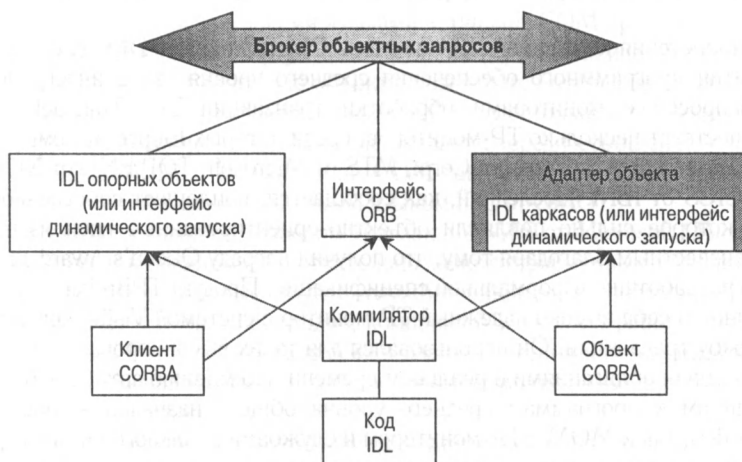 Брокер объектных запросов
IDL опорных объектов
(или интерфейс
динамического запуска)
Интерфейс
ORB
Адаптер объекта
IDL каркасов (или интерфейс
динамического запуска)
Клиент
CORBA
Компилятор
IDL
Объект
CORBA
Код
IDL